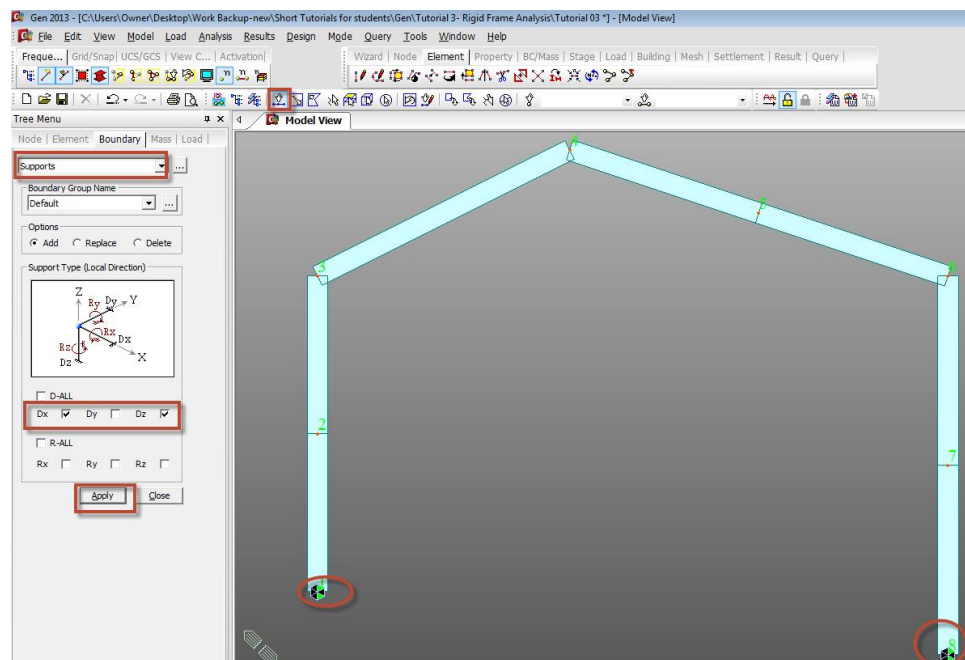 Gen 2013 - [C:\Users\Owner\Desktop\Work Backup-new\Short Tutorials for students\Gen\Tutorial 3- Rigid Frame Analysis\Tutorial 03 *] - [Model View]
File Edit View Model Load Analysis Results Design Mode Query Tools Window Help
Freque... | Grid/Snap | UCS/GCS | View C... | Activation |
Wizard | Node | Element | Property | BC/Mass | Stage | Load | Building | Mesh | Settlement | Result | Query |
Tree Menu
Model View
Node | Element | Boundary | Mass | Load |
Supports
...
Boundary Group Name
Default
...
Options
Add Replace Delete
Support Type (Local Direction)
Z
Ry Dy Y
Rx
Dx
Rz
Dz
X
D-ALL
Dx Dy Dz
R-ALL
Rx Ry Rz
Apply Close
4
5
3
6
2
7
1
8